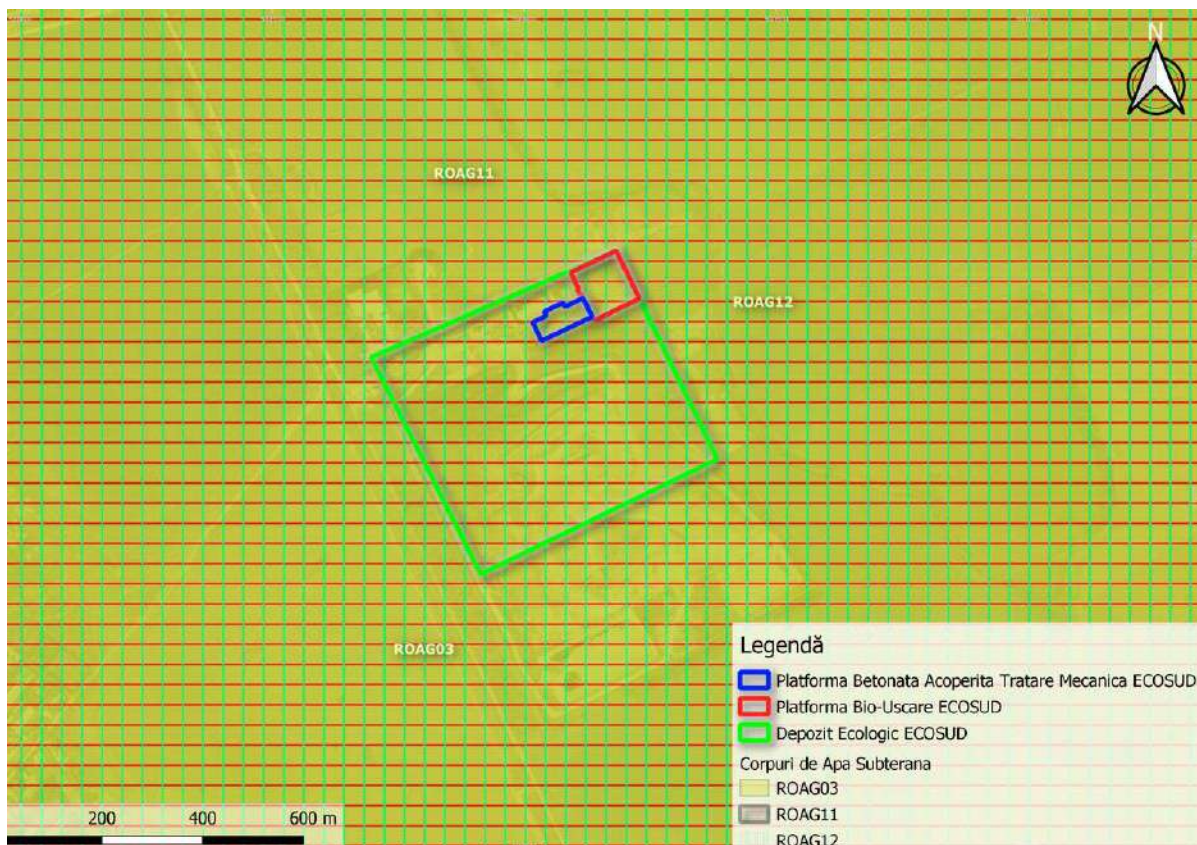 N
ROAG11
ROAG12
ROAG03
Legendă
Platforma Betonata Acoperita Tratare Mecanica ECOSUD
Platforma Bio-Uscare ECOSUD
Depozit Ecologic ECOSUD
Corpuri de Apa Subterana
ROAG03
ROAG11
ROAG12
200 400 600 m